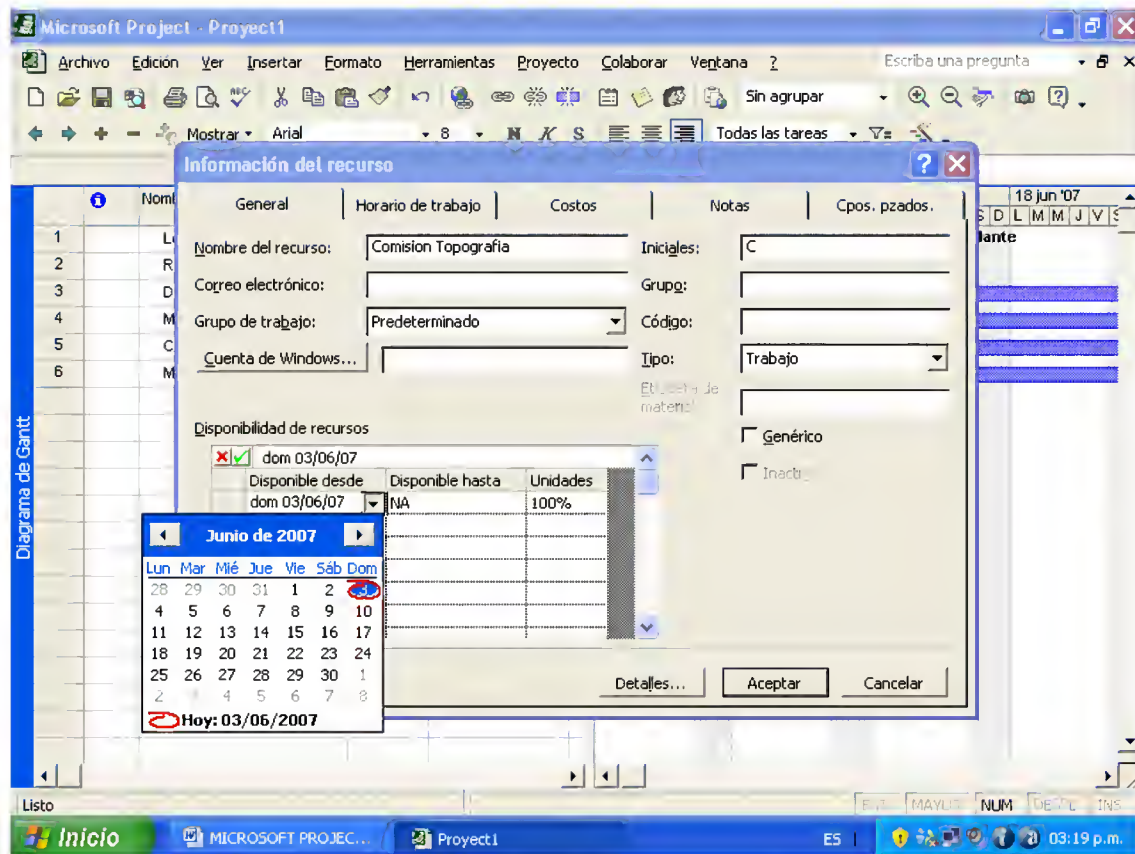 Microsoft Project - Proyect1
Archivo Edición Ver Insertar Formato Herramientas Proyecto Colaborar Ventana ? Escriba una pregunta
Sin agrupar
Mostrar Arial 8 N K S Todas las tareas
Información del recurso
Nomb 18 jun '07
S D L M M J V S
General Horario de trabajo Costos Notas Cpos. pzados.
1 L lante
2 R
3 D
4 M
5 C
6 M
Nombre del recurso: Comision Topografia Iniciales: C
Correo electrónico: Grupo:
Grupo de trabajo: Predeterminado Código:
Cuenta de Windows... Tipo: Trabajo
Etiqueta de
material
Disponibilidad de recursos Genérico
dom 03/06/07 Inacti
Disponible desde Disponible hasta Unidades
dom 03/06/07 NA 100%
Diagrama de Gantt
Junio de 2007
Lun Mar Mié Jue Vie Sáb Dom
28 29 30 31 1 2 3
4 5 6 7 8 9 10
11 12 13 14 15 16 17
18 19 20 21 22 23 24
25 26 27 28 29 30 1
2 4 5 6 7 8
Hoy: 03/06/2007
Detalles... Aceptar Cancelar
Listo MAYUS NUM INS
Inicio MICROSOFT PROJEC... Proyect1 ES 03:19 p.m.